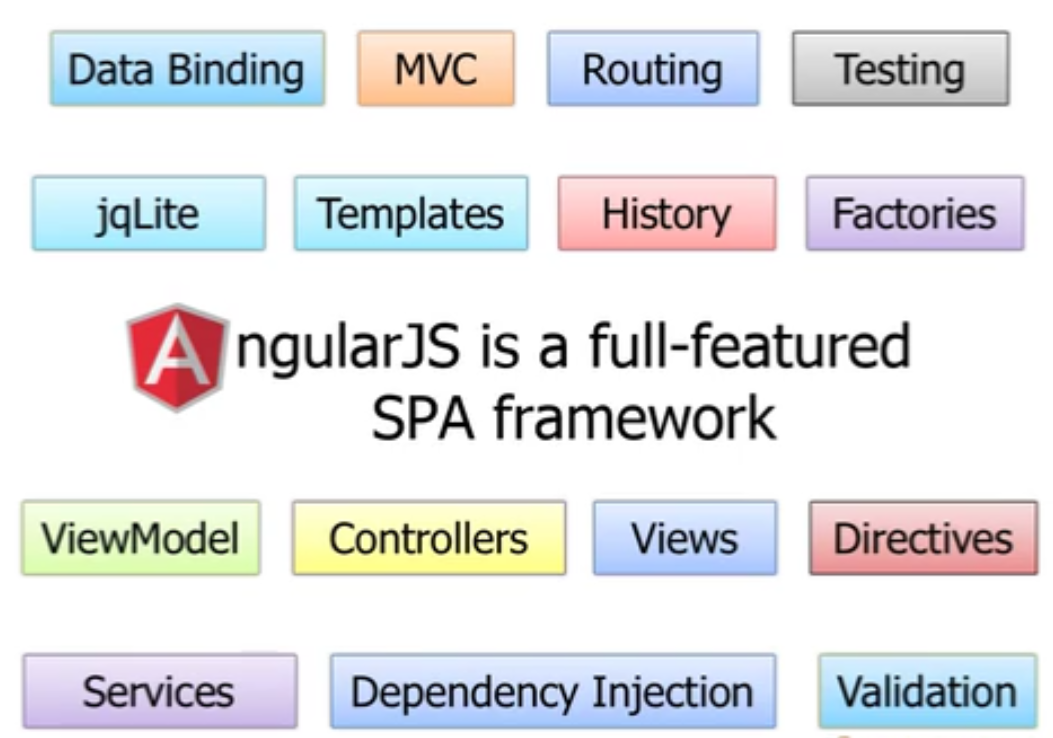 Data Binding MVC Routing Testing
jqLite Templates History Factories
AngularJS is a full-featured
SPA framework
ViewModel Controllers Views Directives
Services Dependency Injection Validation